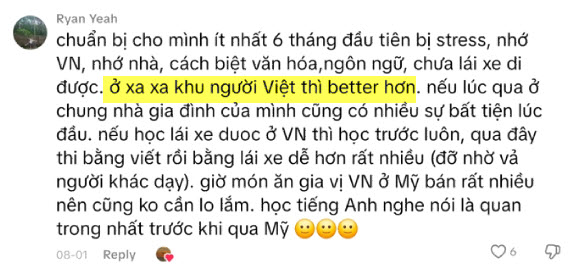 Ryan Yeah
chuẩn bị cho mình ít nhất 6 tháng đầu tiên bị stress, nhớ
VN, nhớ nhà, cách biệt văn hóa,ngôn ngữ, chưa lái xe di
được. ở xa xa khu người Việt thì better hơn. nếu lúc qua ở
chung nhà gia đình của mình cũng có nhiều sự bất tiện lúc
đầu. nếu học lái xe duoc ở VN thì học trước luôn, qua đây
thi bằng viết rồi bằng lái xe dễ hơn rất nhiều (đỡ nhờ vả
người khác dạy). giờ món ăn gia vị VN ở Mỹ bán rất nhiều
nên cũng ko cần lo lắm. học tiếng Anh nghe nói là quan
trong nhất trước khi qua Mỹ 🙂🙂🙂
08-01 Reply 6